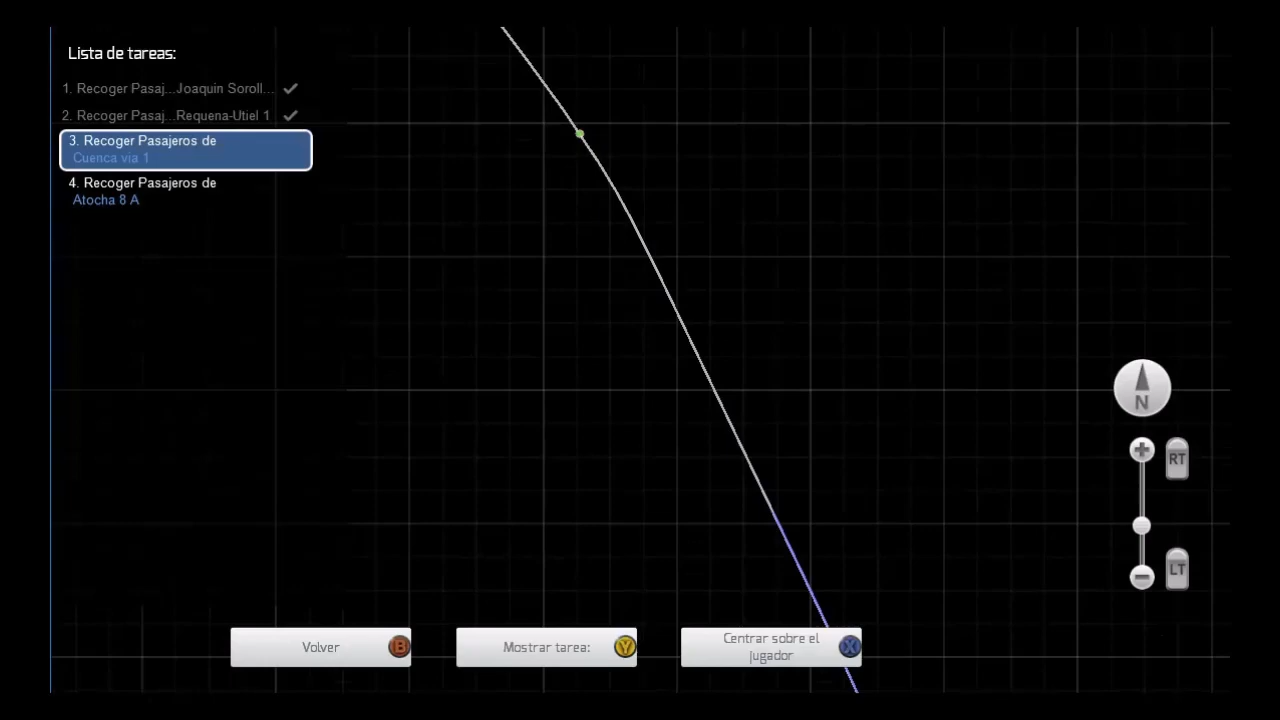 Lista de tareas:
1. Recoger Pasaj...Joaquin Soroll...
2. Recoger Pasaj...Requena-Utiel 1
3. Recoger Pasajeros de
Cuenca via 1
4. Recoger Pasajeros de
Atocha 8 A
N
RT
LT
Volver B
Mostrar tarea: Y
Centrar sobre el
jugador X